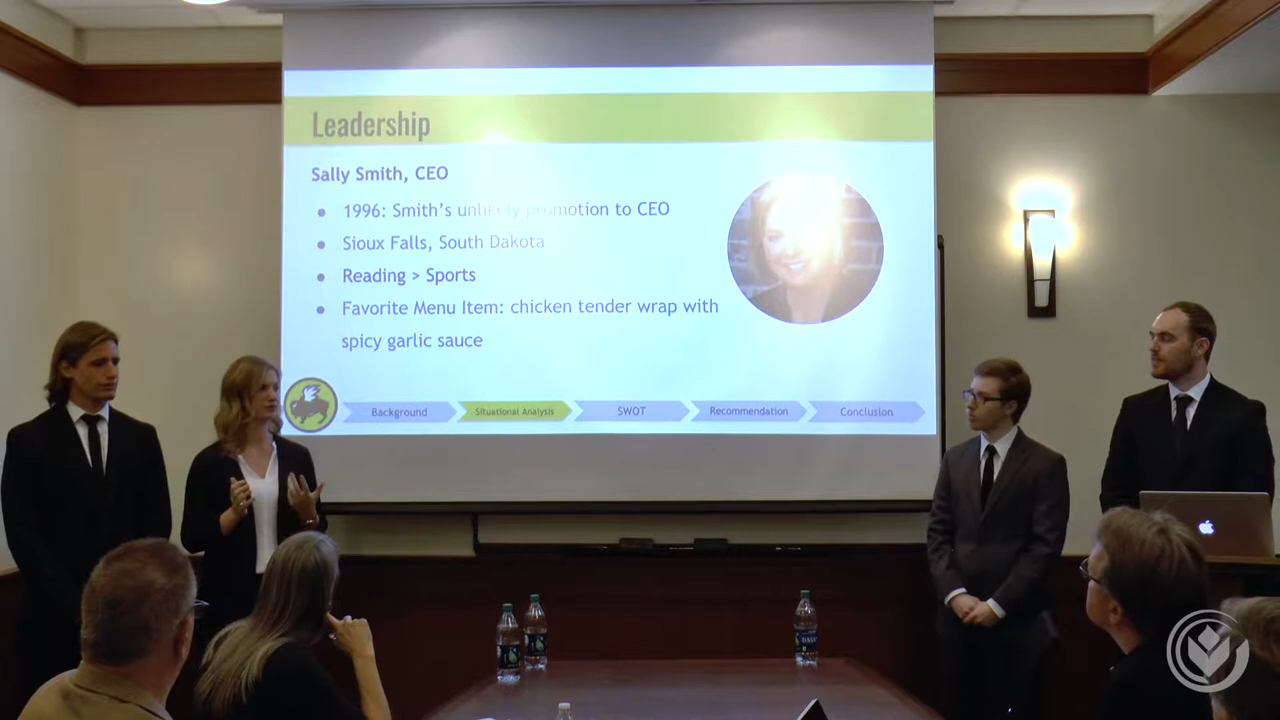 Leadership
Sally Smith, CEO
1996: Smith's unlikely promotion to CEO
Sioux Falls, South Dakota
Reading > Sports
Favorite Menu Item: chicken tender wrap with
spicy garlic sauce
Background
Situational Analysis
SWOT
Recommendation
Conclusion